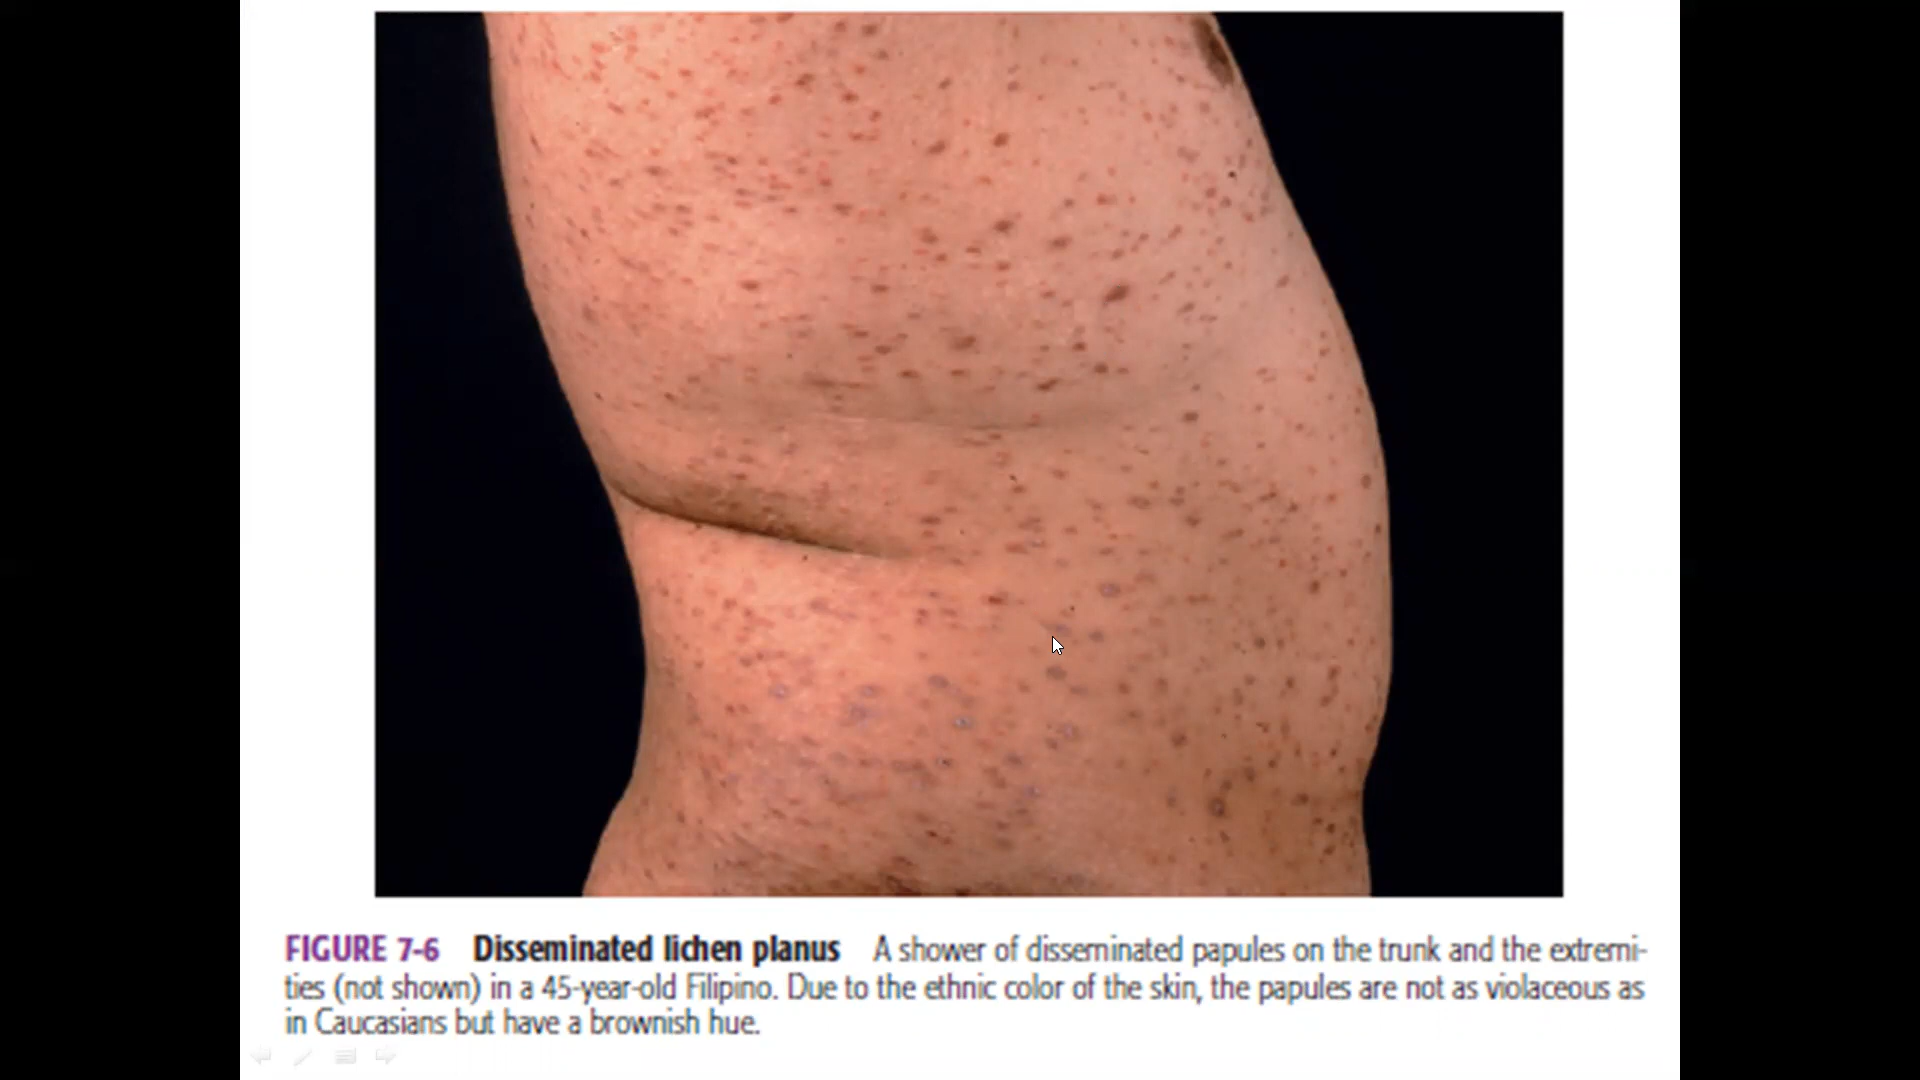 FIGURE 7-6 Disseminated lichen planus A shower of disseminated papules on the trunk and the extremi-
ties (not shown) in a 45-year-old Filipino. Due to the ethnic color of the skin, the papules are not as violaceous as
in Caucasians but have a brownish hue.